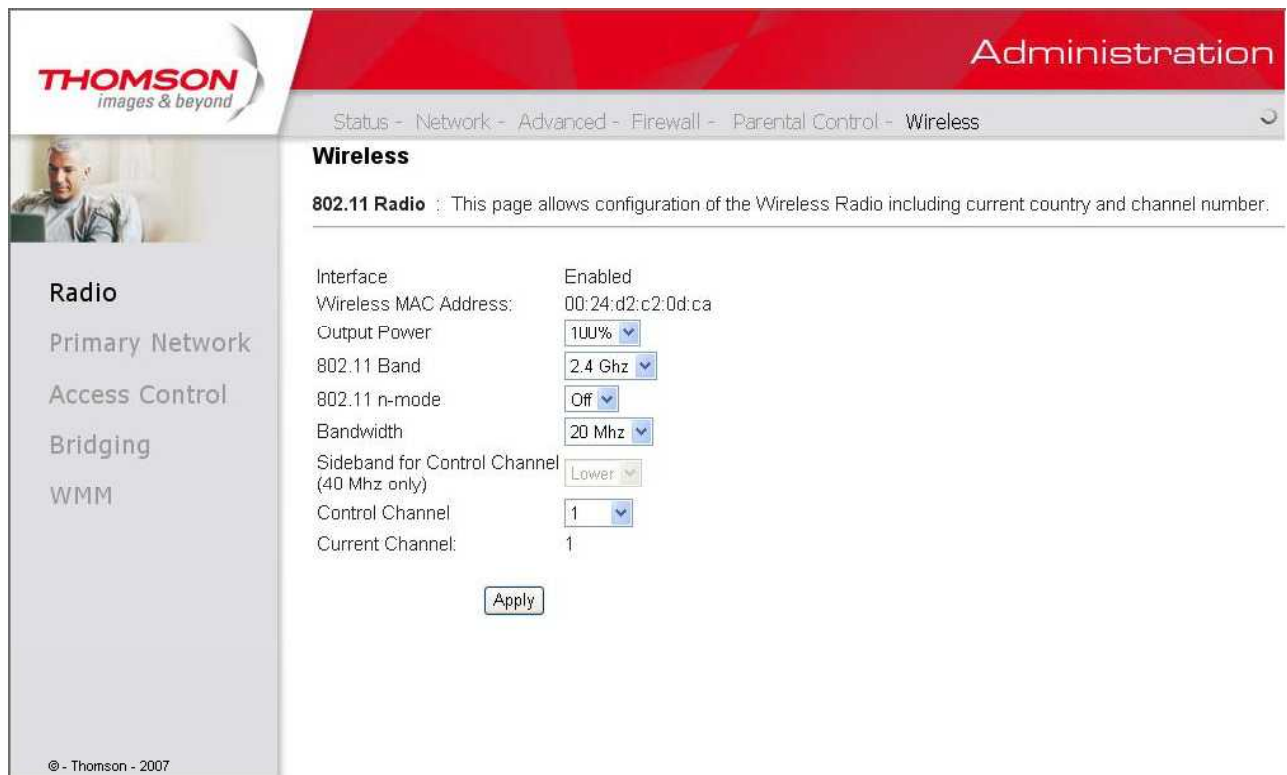 THOMSON
images & beyond
Administration
Status - Network - Advanced - Firewall - Parental Control - Wireless
Wireless
802.11 Radio : This page allows configuration of the Wireless Radio including current country and channel number.
Radio
Primary Network
Access Control
Bridging
WMM
Interface Enabled
Wireless MAC Address: 00:24:d2:c2:0d:ca
Output Power 100%
802.11 Band 2.4 Ghz
802.11 n-mode Off
Bandwidth 20 Mhz
Sideband for Control Channel
(40 Mhz only) Lower
Control Channel 1
Current Channel: 1
Apply
© - Thomson - 2007